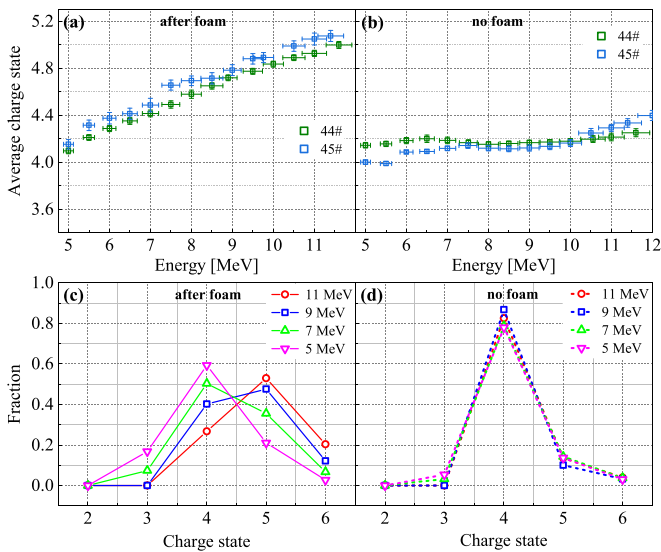 (a) after foam
5.2
4.8
4.4
4.0
3.6
Average charge state
44#
45#
5 6 7 8 9 10 11
Energy [MeV]
(b) no foam
44#
45#
5 6 7 8 9 10 11 12
Energy [MeV]
(c) after foam
1.0
0.8
0.6
0.4
0.2
0.0
Fraction
11 MeV
9 MeV
7 MeV
5 MeV
2 3 4 5 6
Charge state
(d) no foam
11 MeV
9 MeV
7 MeV
5 MeV
2 3 4 5 6
Charge state